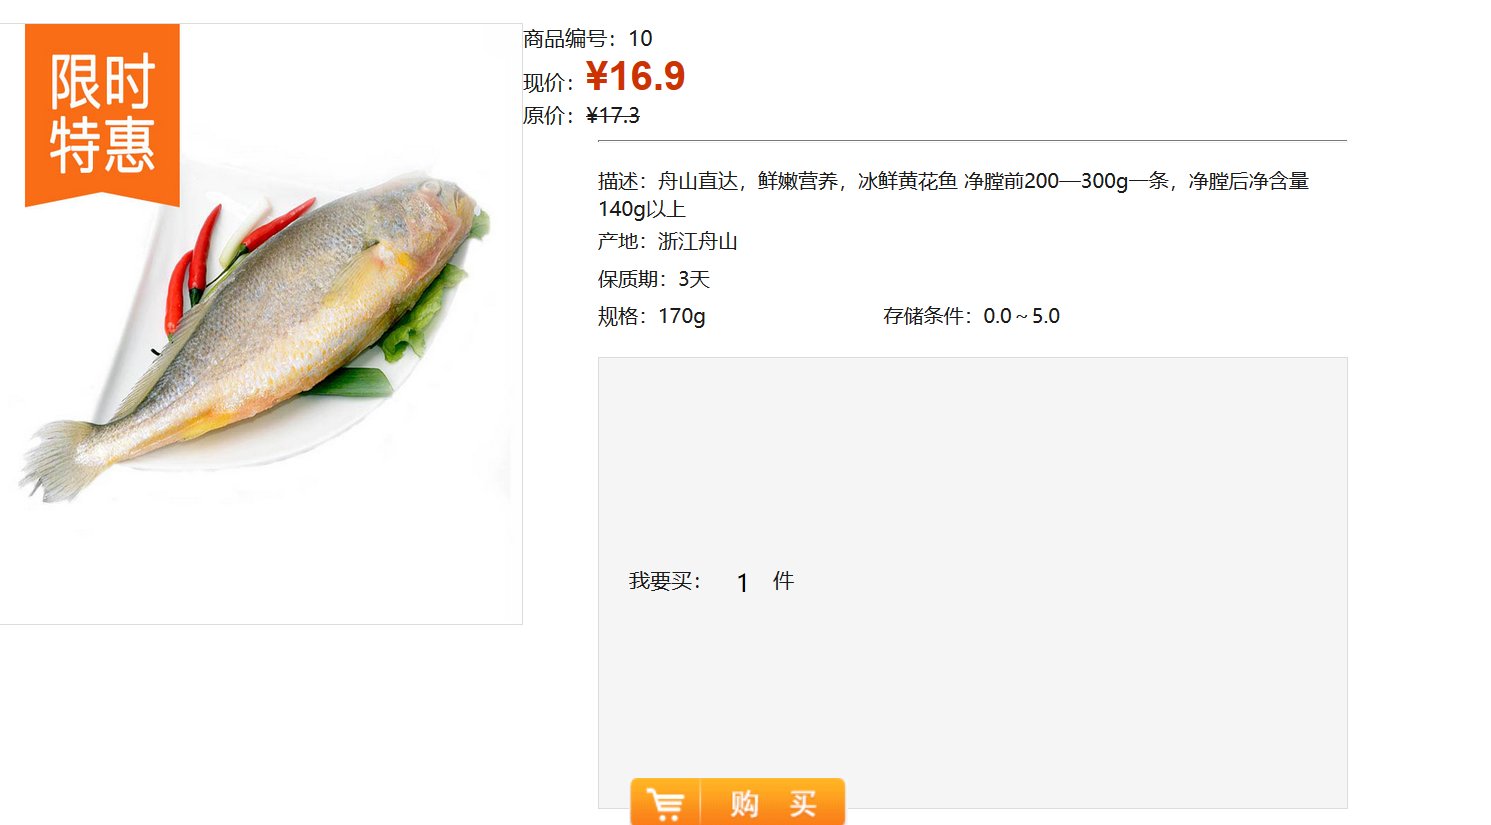 限时
特惠
商品编号：10
现价：¥16.9
原价：¥17.3
描述：舟山直达，鲜嫩营养，冰鲜黄花鱼 净膛前200—300g一条，净膛后净含量
140g以上
产地：浙江舟山
保质期：3天
规格：170g 存储条件：0.0 ~ 5.0
我要买： 1 件
购 买